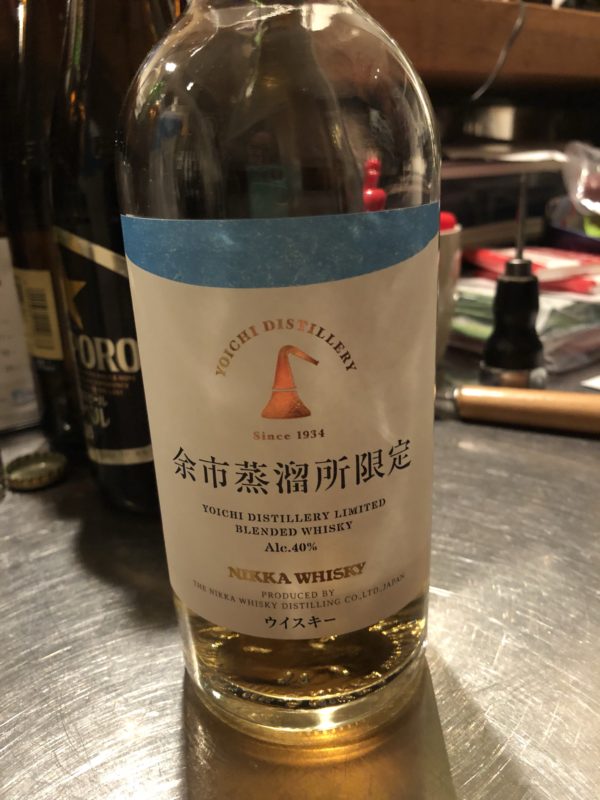 YOICHI DISTILLERY
Since 1934
余市蒸溜所限定
YOICHI DISTILLERY LIMITED
BLENDED WHISKY
Alc.40%
NIKKA WHISKY
PRODUCED BY
THE NIKKA WHISKY DISTILLING CO.,LTD.JAPAN
ウイスキー
PORO